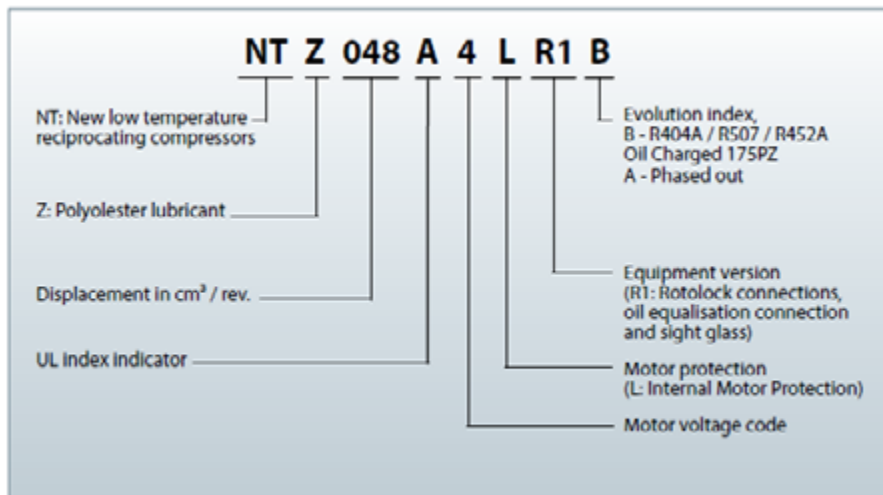 NT Z 048 A 4 L R1 B
NT: New low temperature
reciprocating compressors
Z: Polyolester lubricant
Displacement in cm³ / rev.
UL index indicator
Evolution index,
B - R404A / R507 / R452A
Oil Charged 175PZ
A - Phased out
Equipment version
(R1: Rotolock connections,
oil equalisation connection
and sight glass)
Motor protection
(L: Internal Motor Protection)
Motor voltage code